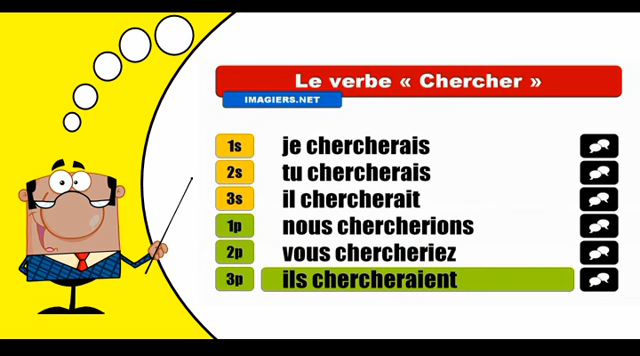 Le verbe « Chercher »
IMAGIERS.NET
1s je chercherais
2s tu chercherais
3s il chercherait
1p nous chercherions
2p vous chercheriez
3p ils chercheraient